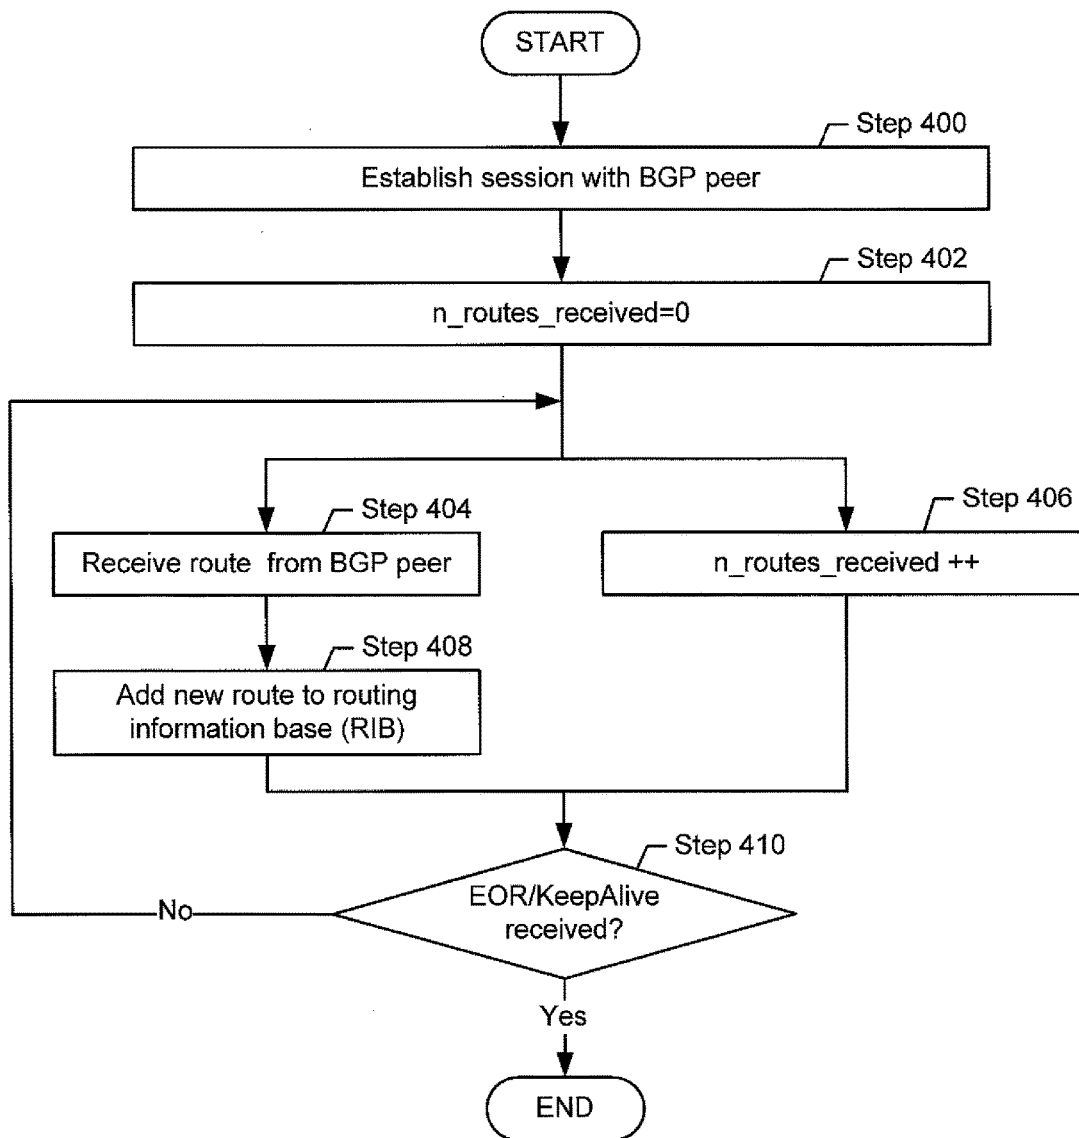 START
Step 400
Establish session with BGP peer
Step 402
n_routes_received=0
Step 404
Receive route from BGP peer
Step 406
n_routes_received ++
Step 408
Add new route to routing
information base (RIB)
Step 410
EOR/KeepAlive
received?
No
Yes
END